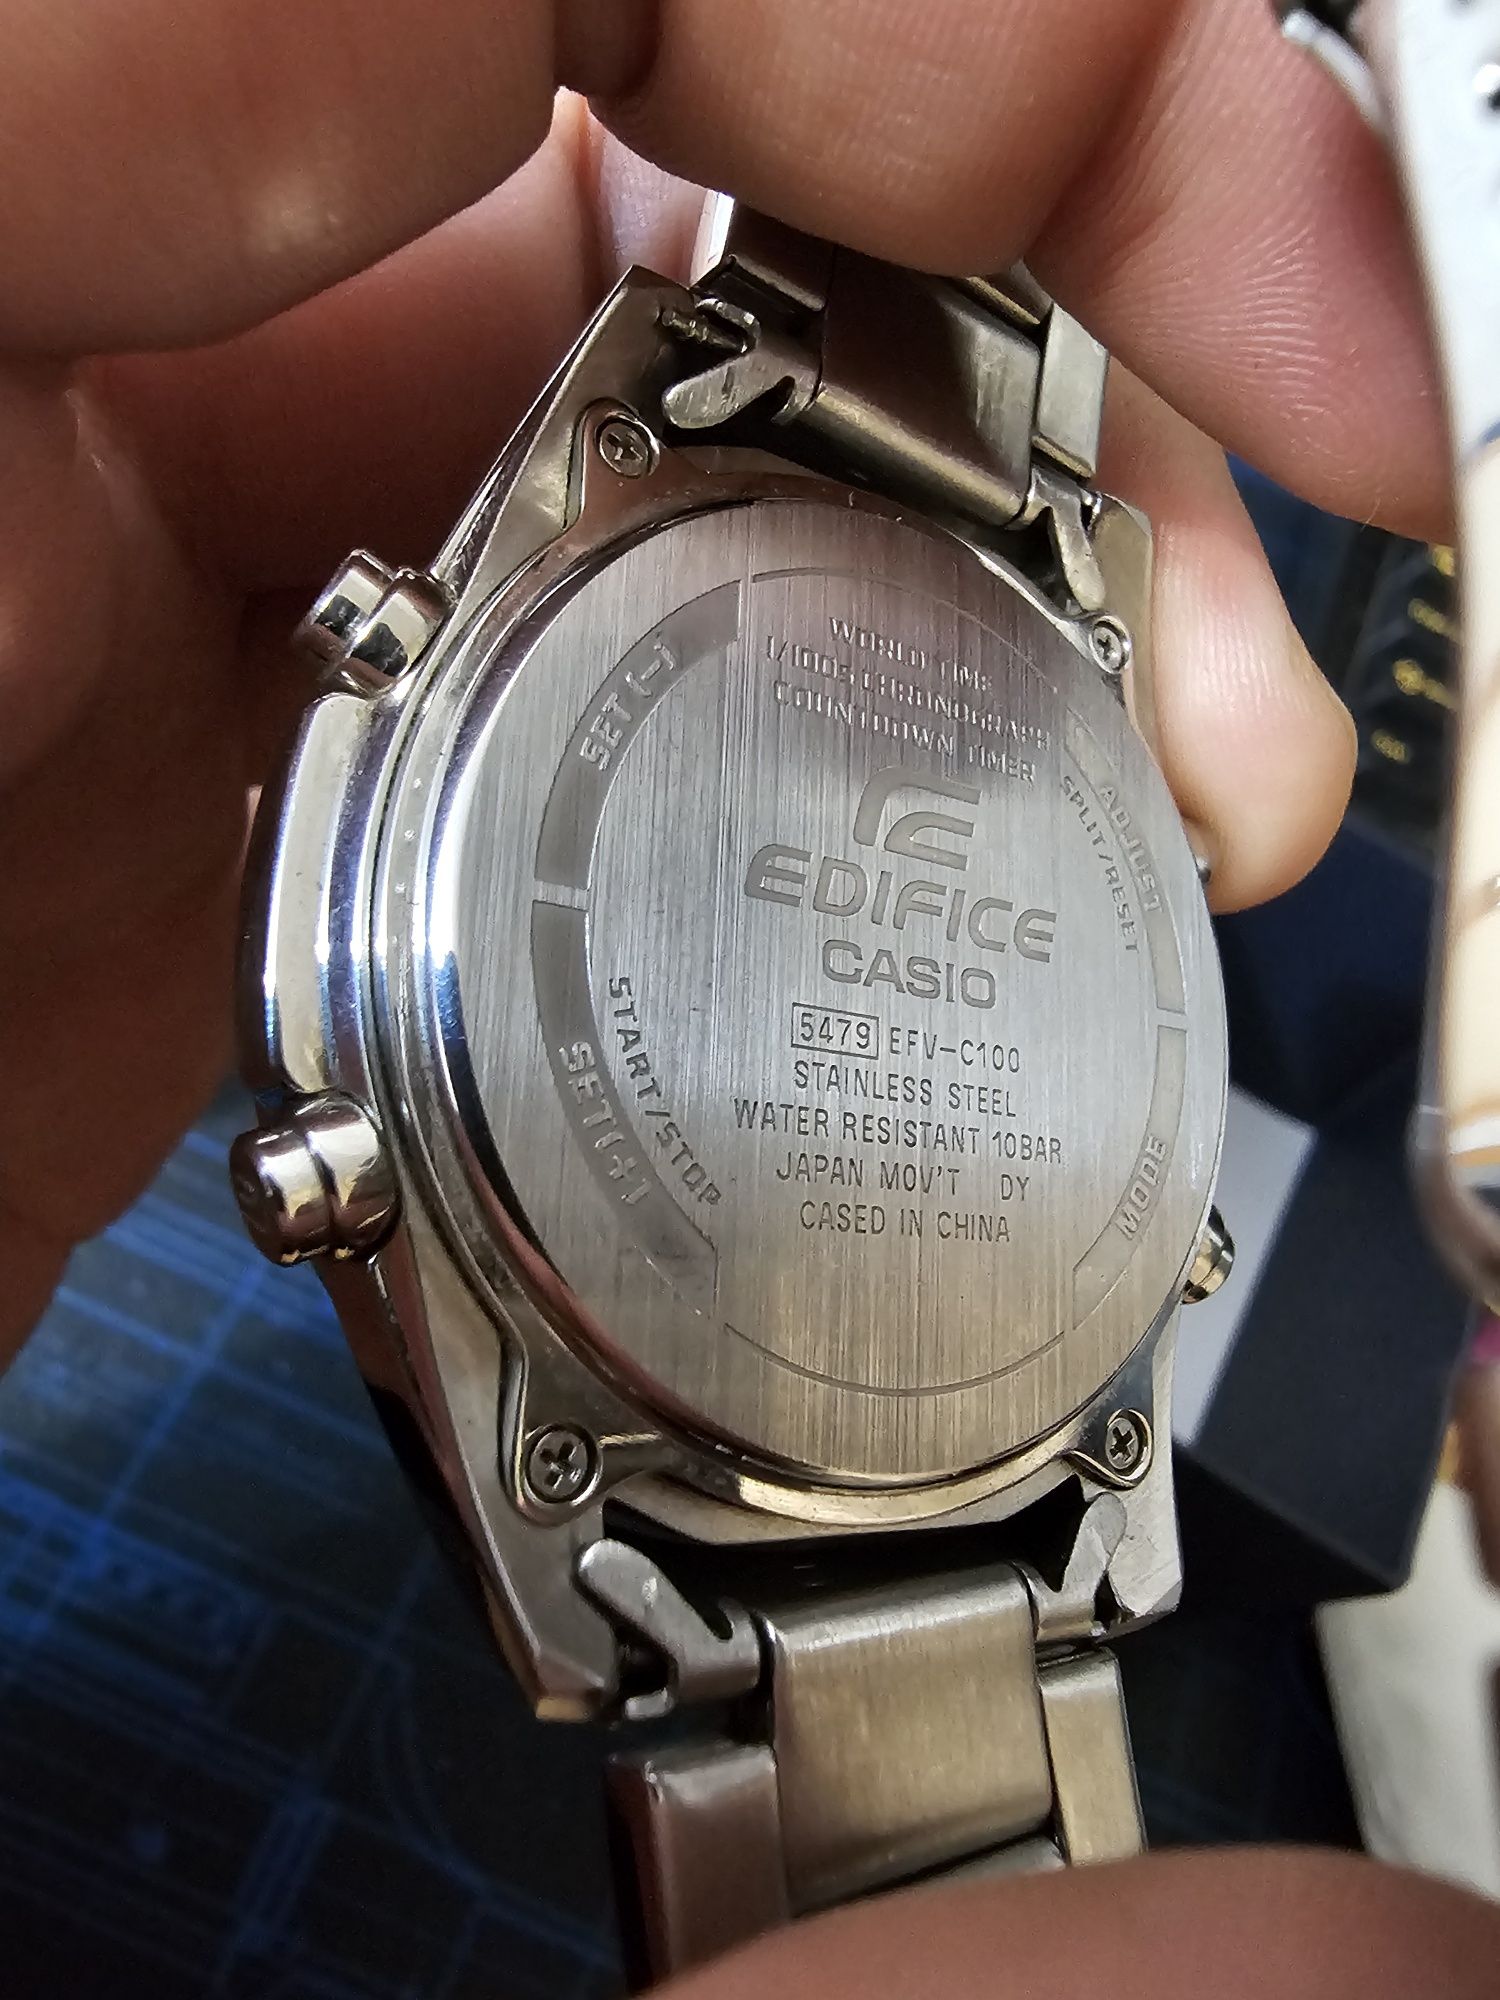 WORLD TIME
1/100S CHRONOGRAPH
COUNTDOWN TIMER
EDIFICE
CASIO
5479 EFV-C100
STAINLESS STEEL
WATER RESISTANT 10BAR
JAPAN MOV'T DY
CASED IN CHINA
SET(-)
START/STOP
SET(+)
ADJUST
SPLIT/RESET
MODE